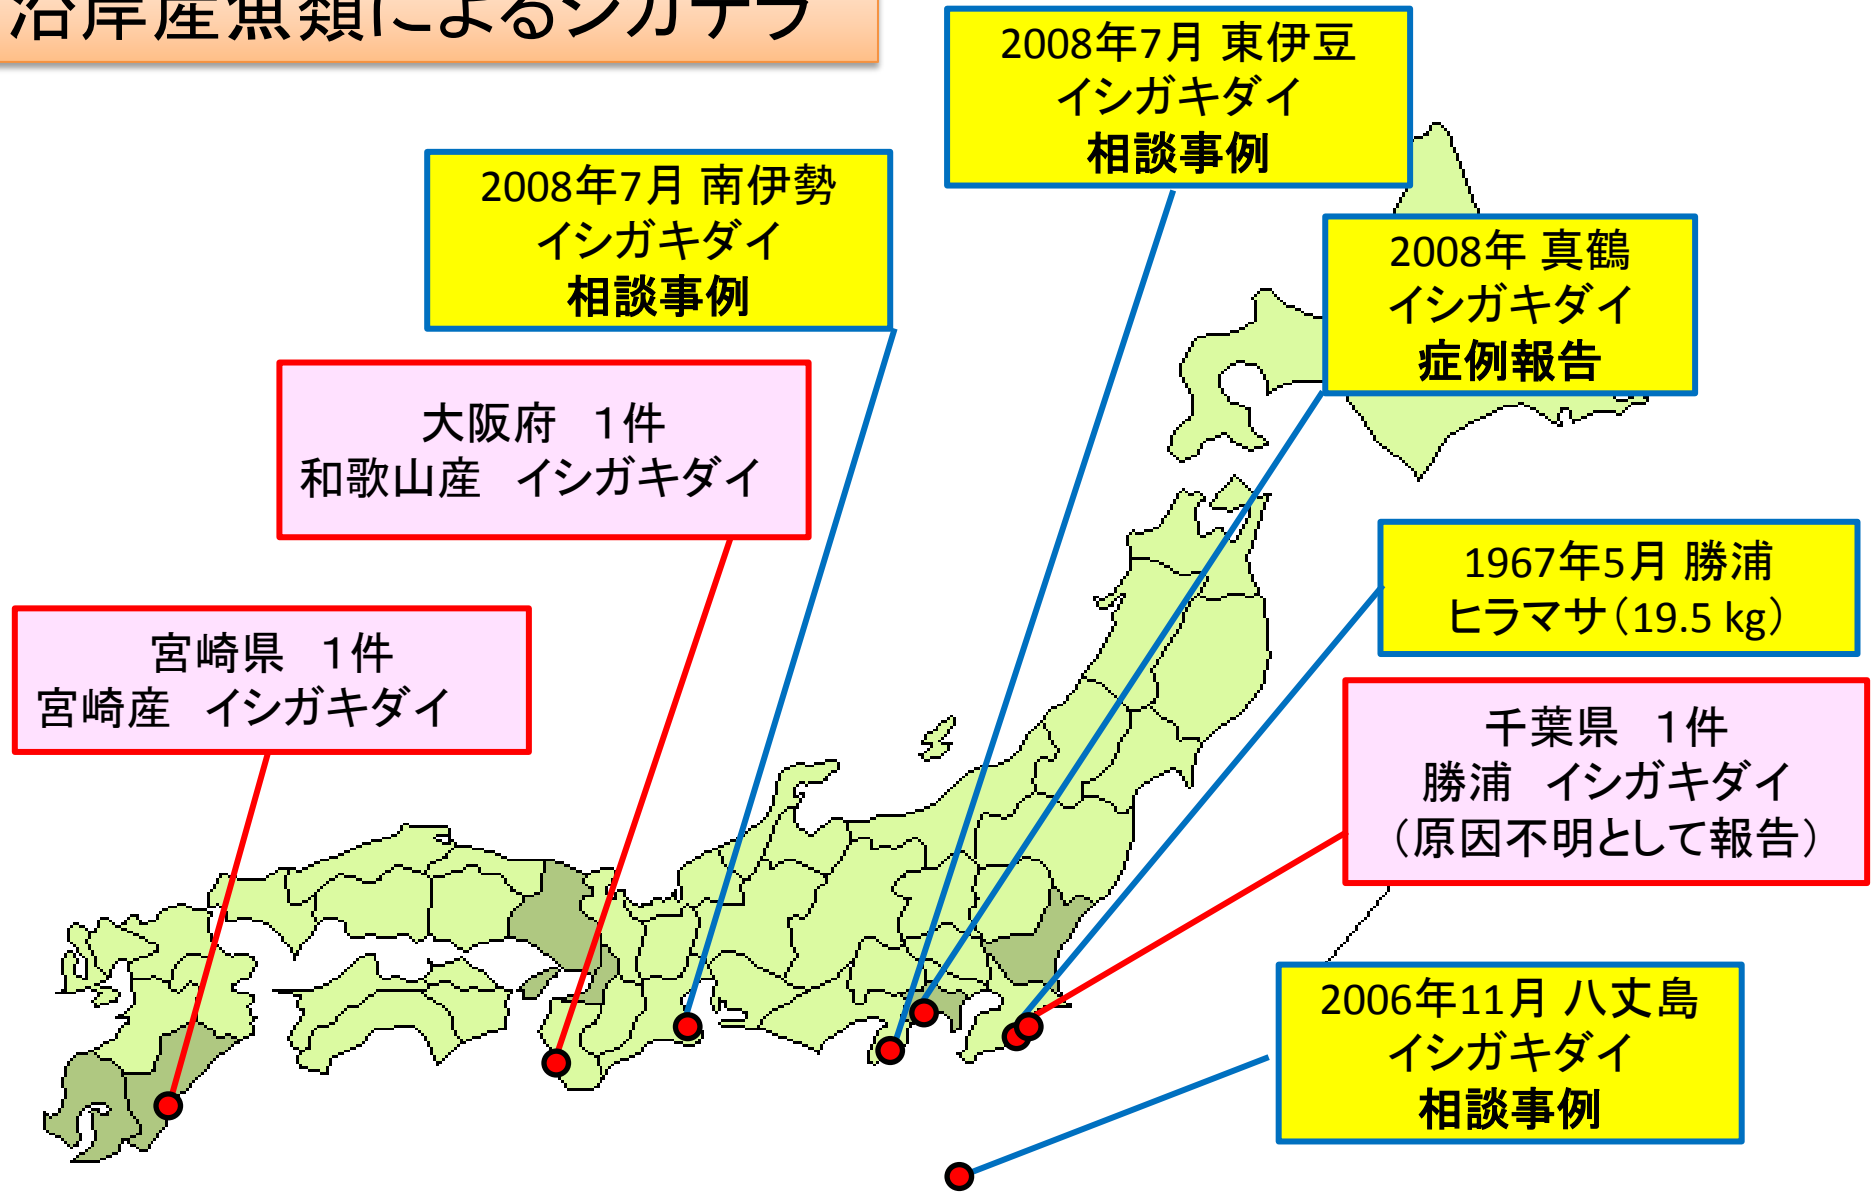 沿岸産魚類によるシガテラ
2008年7月 東伊豆
イシガキダイ
相談事例
2008年7月 南伊勢
イシガキダイ
相談事例
2008年 真鶴
イシガキダイ
症例報告
大阪府　1件
和歌山産　イシガキダイ
1967年5月 勝浦
ヒラマサ（19.5 kg）
宮崎県　1件
宮崎産　イシガキダイ
千葉県　1件
勝浦　イシガキダイ
（原因不明として報告）
2006年11月 八丈島
イシガキダイ
相談事例